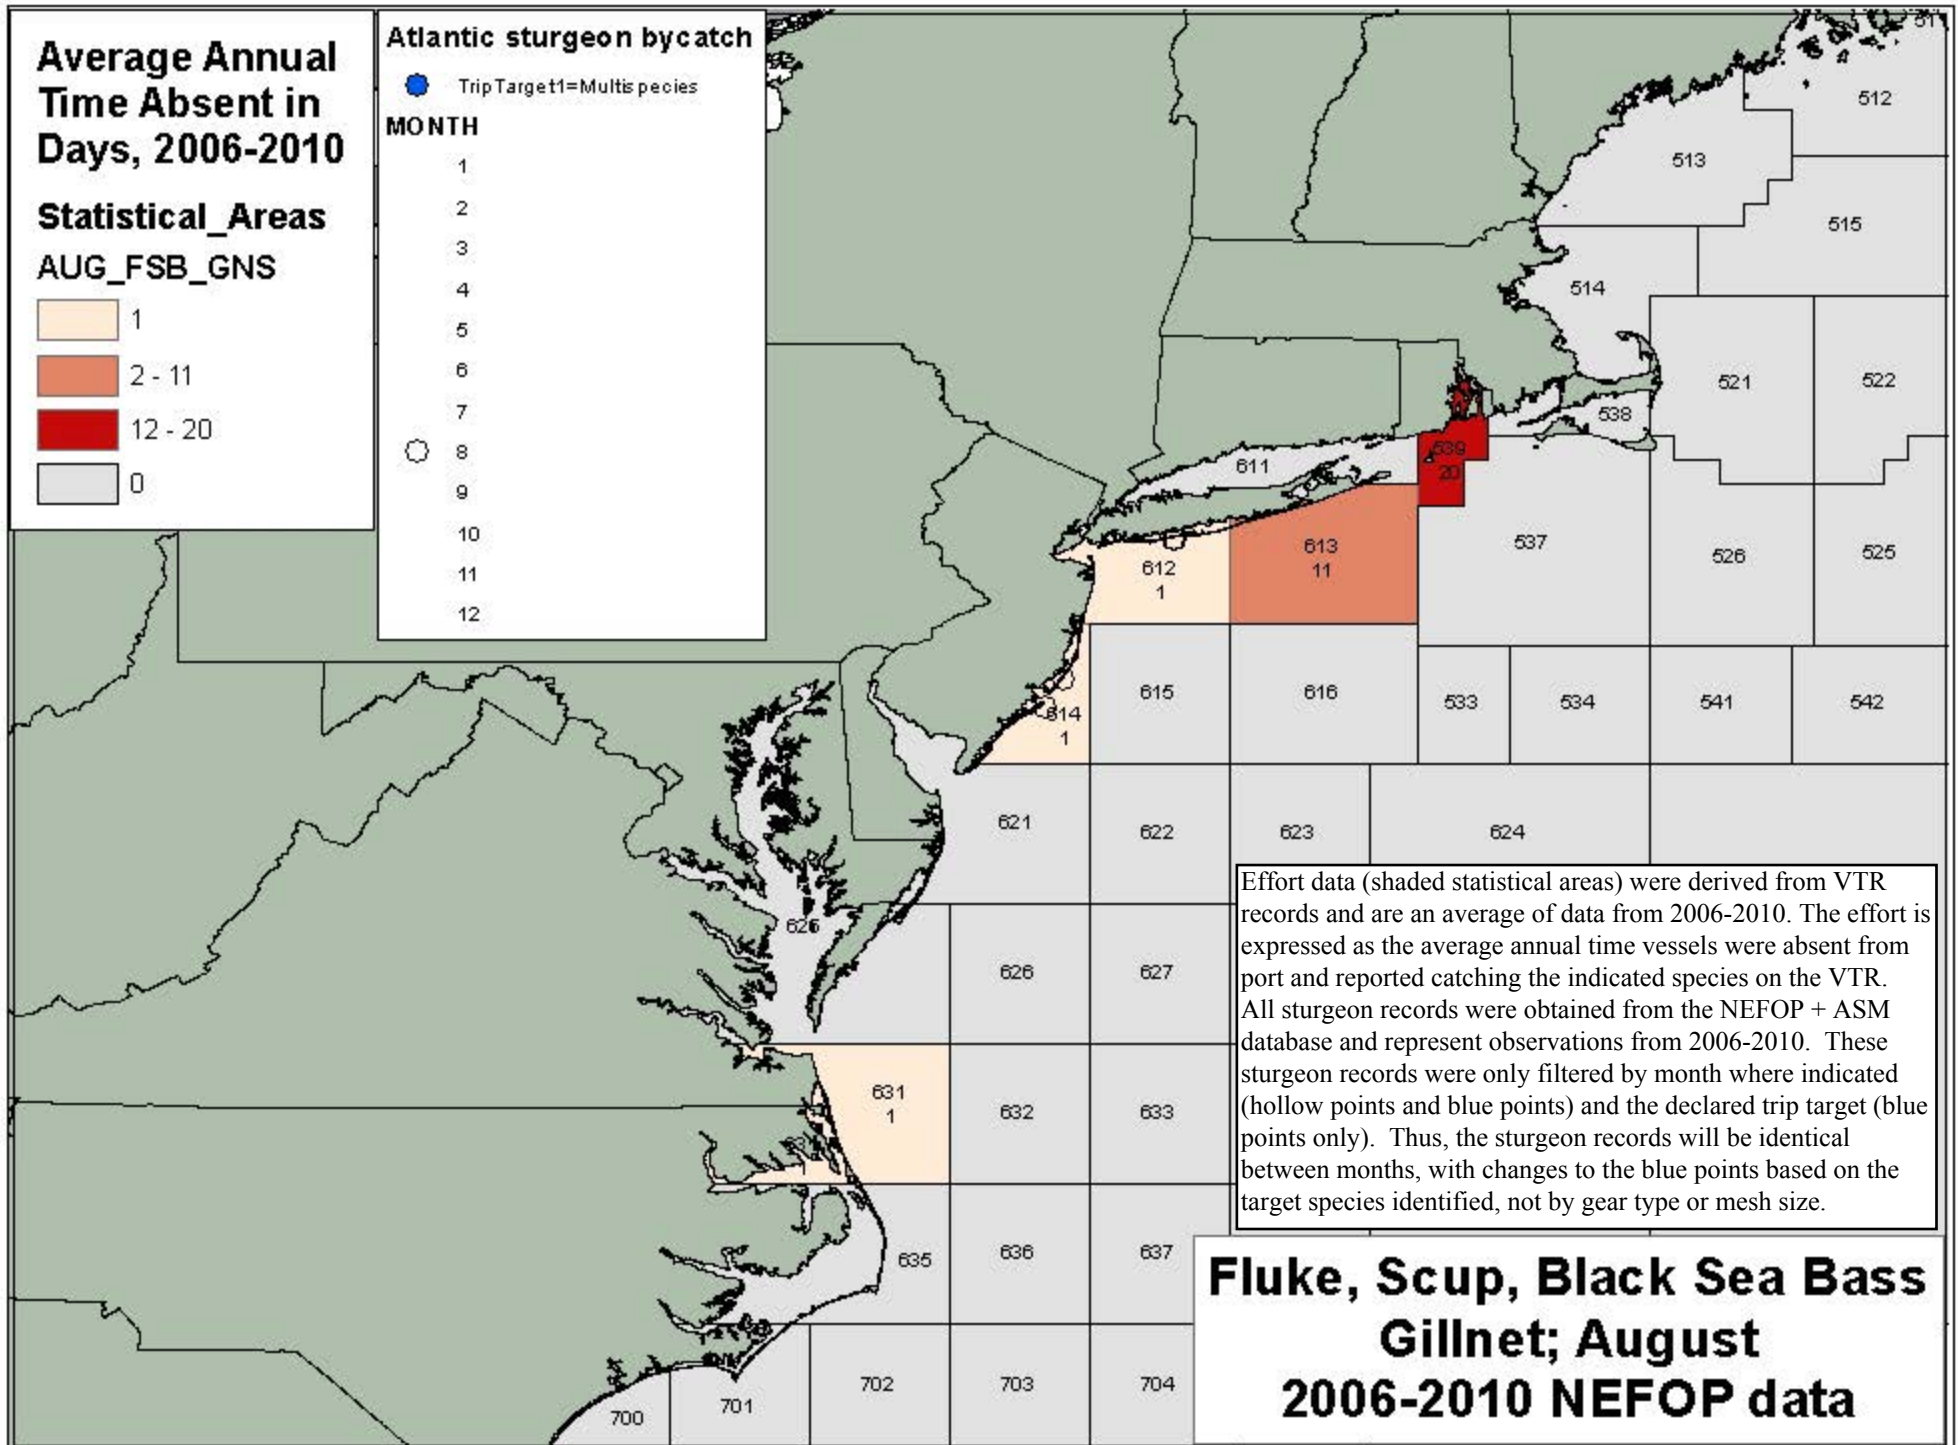 Average Annual
Time Absent in
Days, 2006-2010
Statistical_Areas
AUG_FSB_GNS
1
2 - 11
12 - 20
0
Atlantic sturgeon bycatch
TripTarget1=Multispecies
MONTH
1
2
3
4
5
6
7
8
9
10
11
12
511
512
513
515
514
521
522
538
539
20
611
613
11
612
1
537
526
525
614
1
615
616
533
534
541
542
621
622
623
624
625
626
627
631
1
632
633
631
1
635
636
637
700
701
702
703
704
Effort data (shaded statistical areas) were derived from VTR
records and are an average of data from 2006-2010. The effort is
expressed as the average annual time vessels were absent from
port and reported catching the indicated species on the VTR.
All sturgeon records were obtained from the NEFOP + ASM
database and represent observations from 2006-2010.  These
sturgeon records were only filtered by month where indicated
(hollow points and blue points) and the declared trip target (blue
points only).  Thus, the sturgeon records will be identical
between months, with changes to the blue points based on the
target species identified, not by gear type or mesh size.
Fluke, Scup, Black Sea Bass
Gillnet; August
2006-2010 NEFOP data